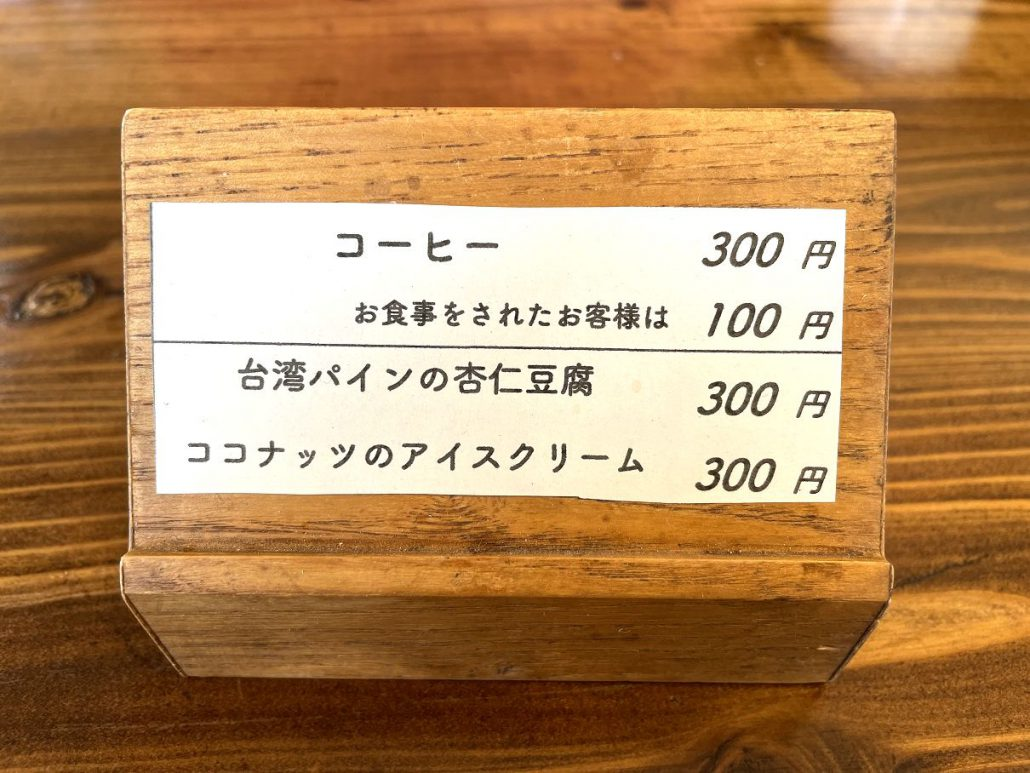 コーヒー 300 円
お食事をされたお客様は 100 円
台湾パインの杏仁豆腐 300 円
ココナッツのアイスクリーム 300 円